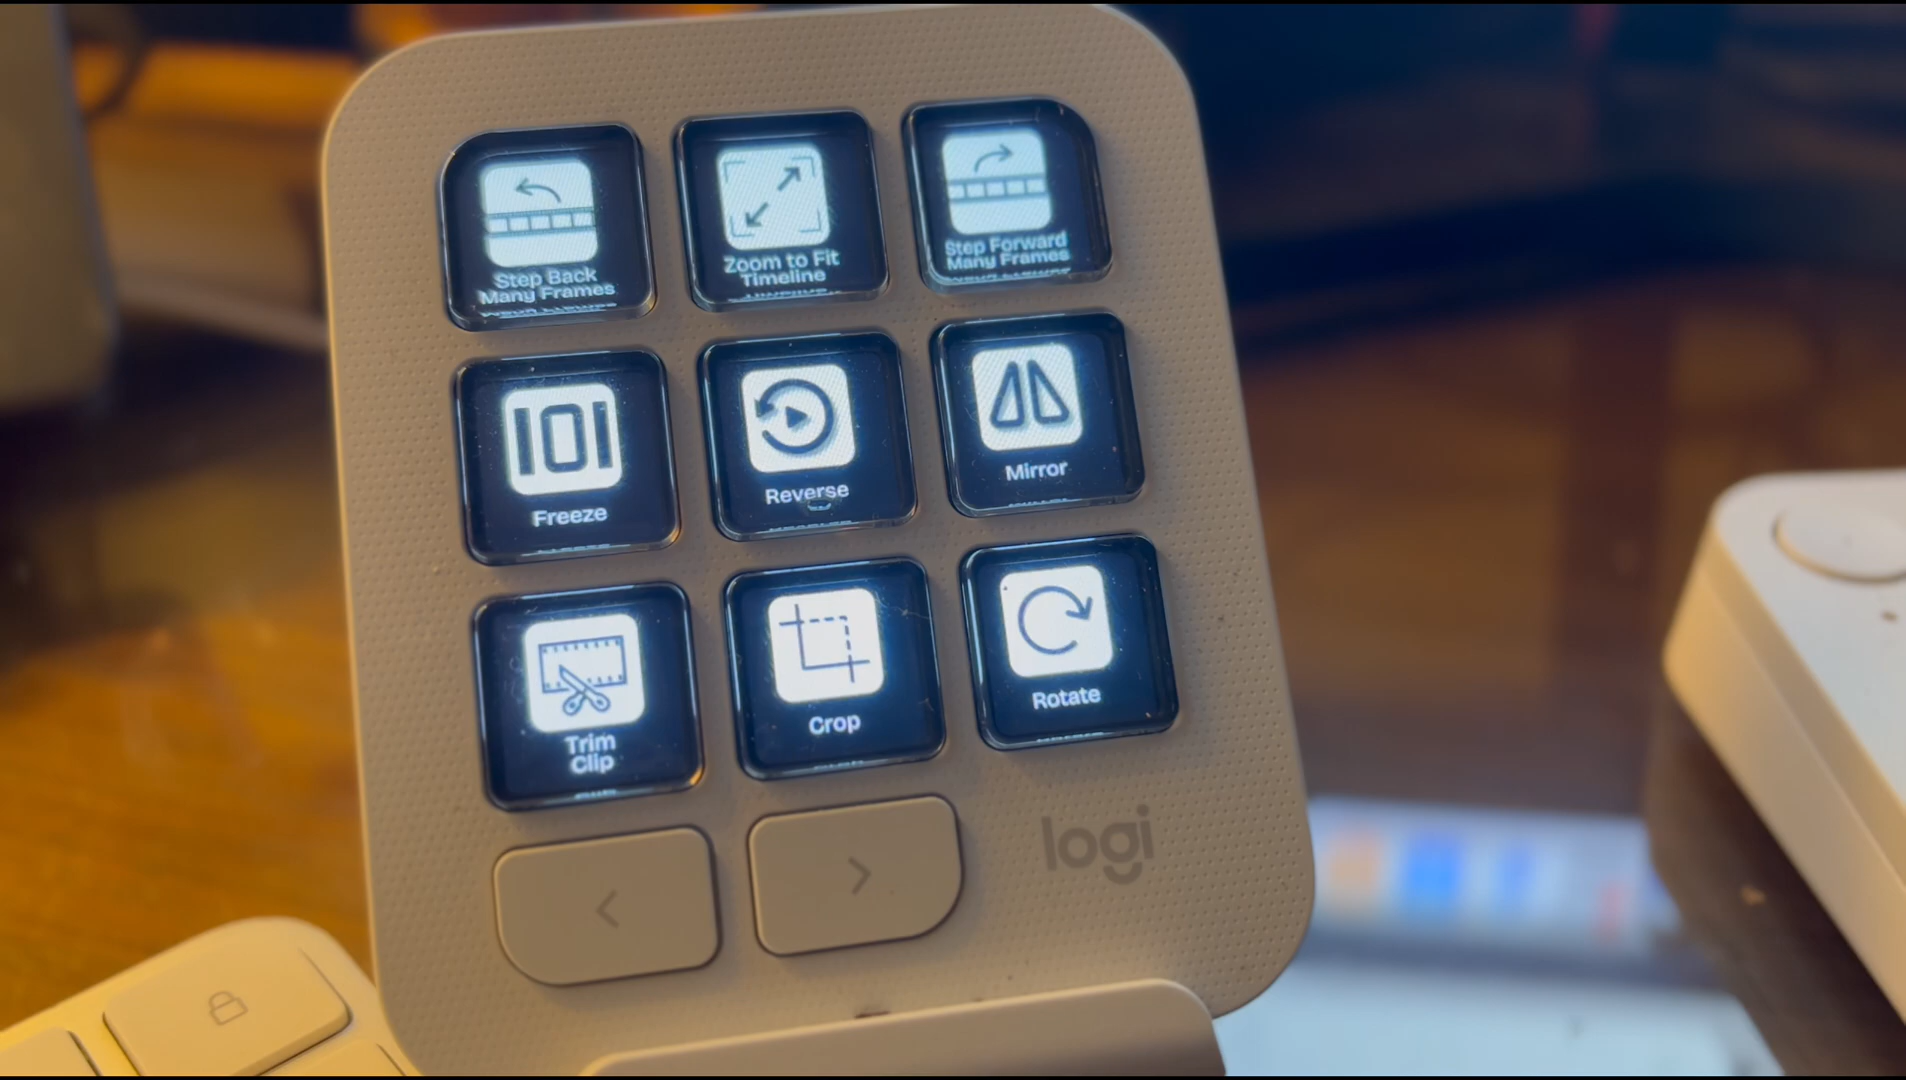 Step Back
Many Frames
Zoom to Fit
Timeline
Step Forward
Many Frames
Freeze
Reverse
Mirror
Trim
Clip
Crop
Rotate
logi